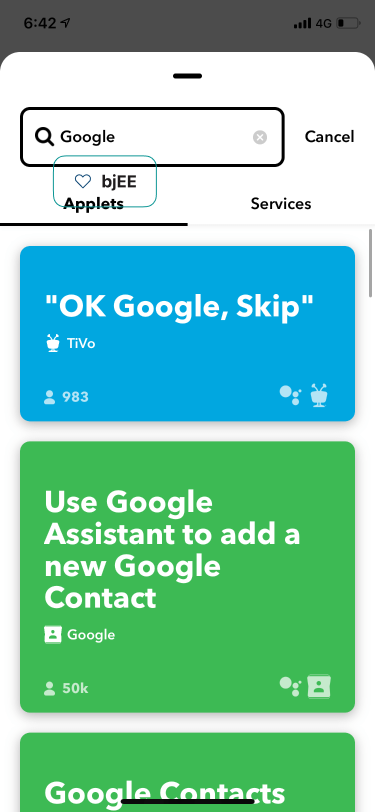 6:42
4G
Google
Cancel
bjEE
Applets
Services
"OK Google, Skip"
TiVo
983
Use Google
Assistant to add a
new Google
Contact
Google
50k
Google Contacts